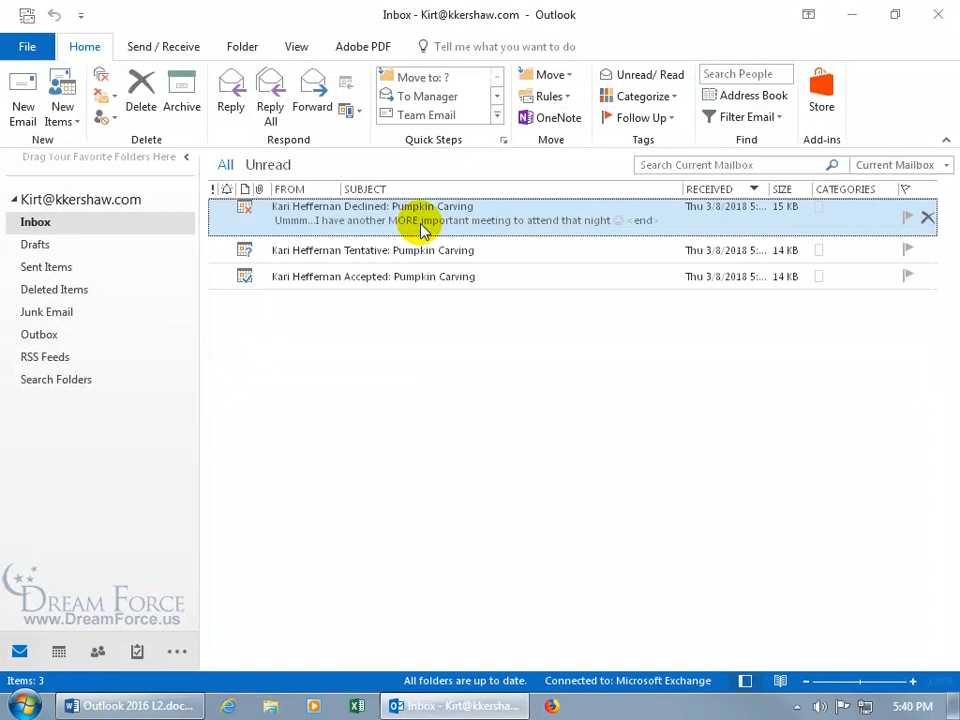 Inbox - Kirt@kkershaw.com - Outlook
File Home Send / Receive Folder View Adobe PDF Tell me what you want to do
New Email
New Items
Delete
Archive
Reply
Reply All
Forward
Move to: ?
To Manager
Team Email
Move
Rules
OneNote
Unread/ Read
Categorize
Follow Up
Search People
Address Book
Filter Email
Store
New Delete Respond Quick Steps Move Tags Find Add-ins
Drag Your Favorite Folders Here
All Unread
Search Current Mailbox Current Mailbox
! FROM SUBJECT RECEIVED SIZE CATEGORIES
Kirt@kkershaw.com
Inbox
Drafts
Sent Items
Deleted Items
Junk Email
Outbox
RSS Feeds
Search Folders
Kari Heffernan Declined: Pumpkin Carving Thu 3/8/2018 5:... 15 KB
Ummm...I have another MORE important meeting to attend that night ☺ <end>
Kari Heffernan Tentative: Pumpkin Carving Thu 3/8/2018 5:... 14 KB
Kari Heffernan Accepted: Pumpkin Carving Thu 3/8/2018 5:... 14 KB
DREAM FORCE
www.DreamForce.us
Items: 3 All folders are up to date. Connected to: Microsoft Exchange
Outlook 2016 L2.doc... Inbox - Kirt@kkersha... 5:40 PM